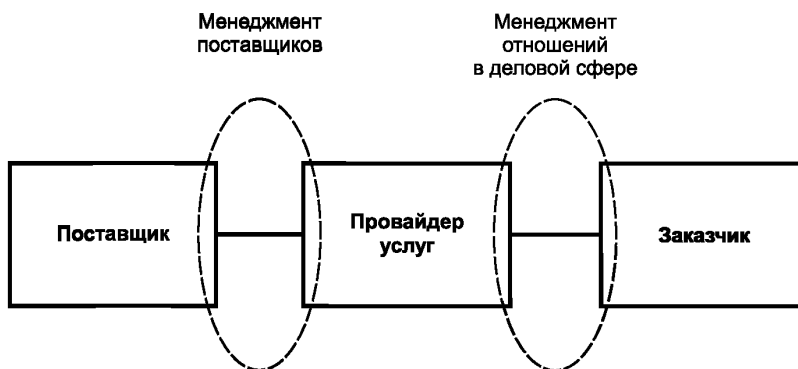 Менеджмент
поставщиков
Менеджмент
отношений
в деловой сфере
Поставщик
Провайдер
услуг
Заказчик